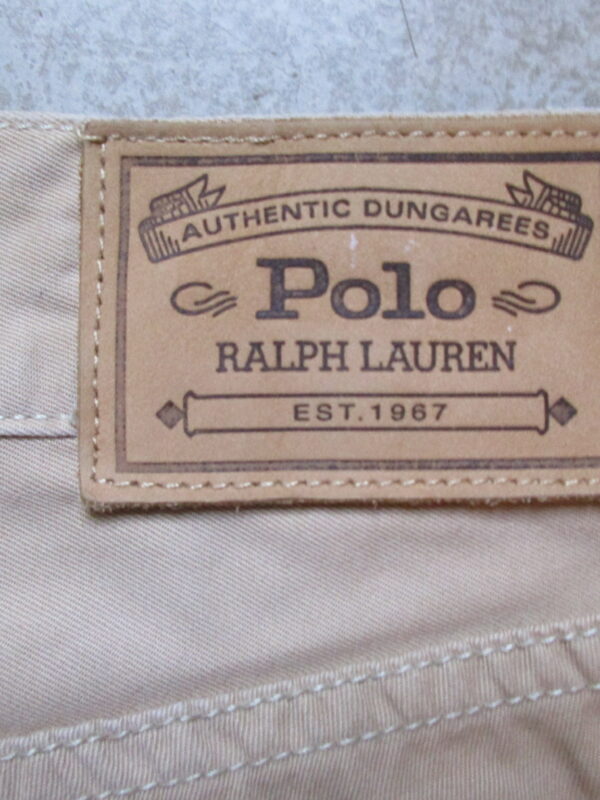 AUTHENTIC DUNGAREES
Polo
RALPH LAUREN
EST. 1967